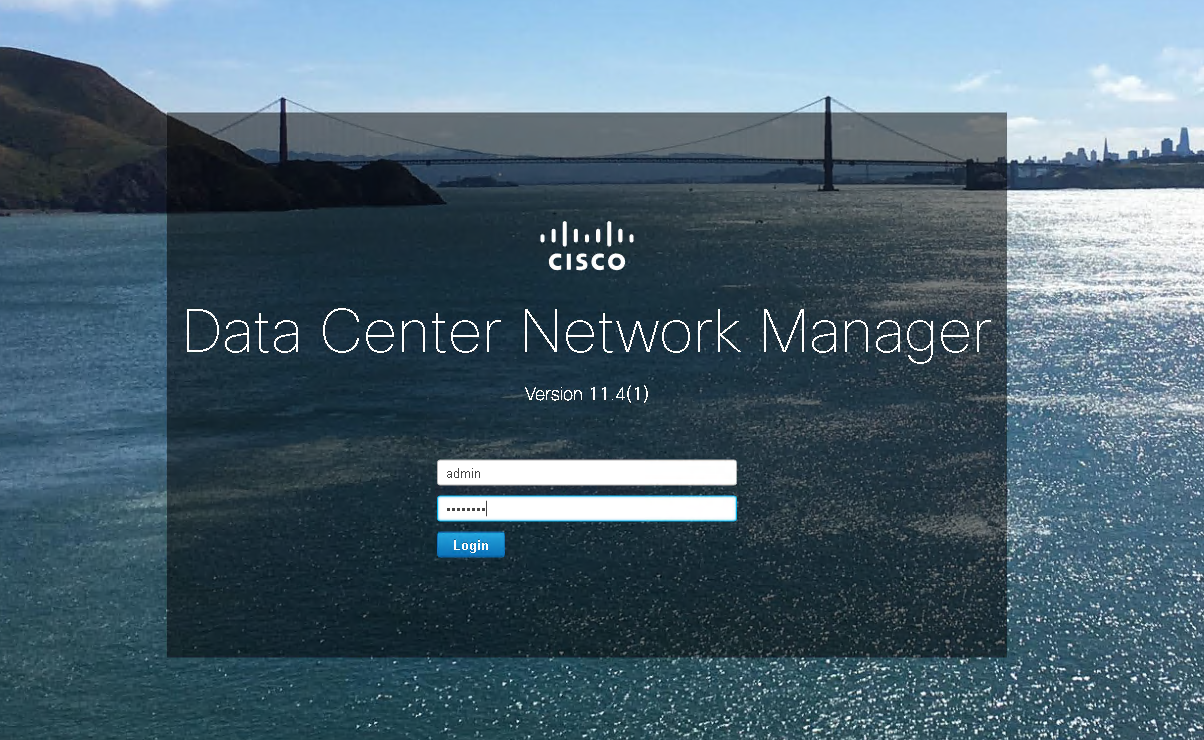 CISCO
Data Center Network Manager
Version 11.4(1)
admin
••••••••
Login